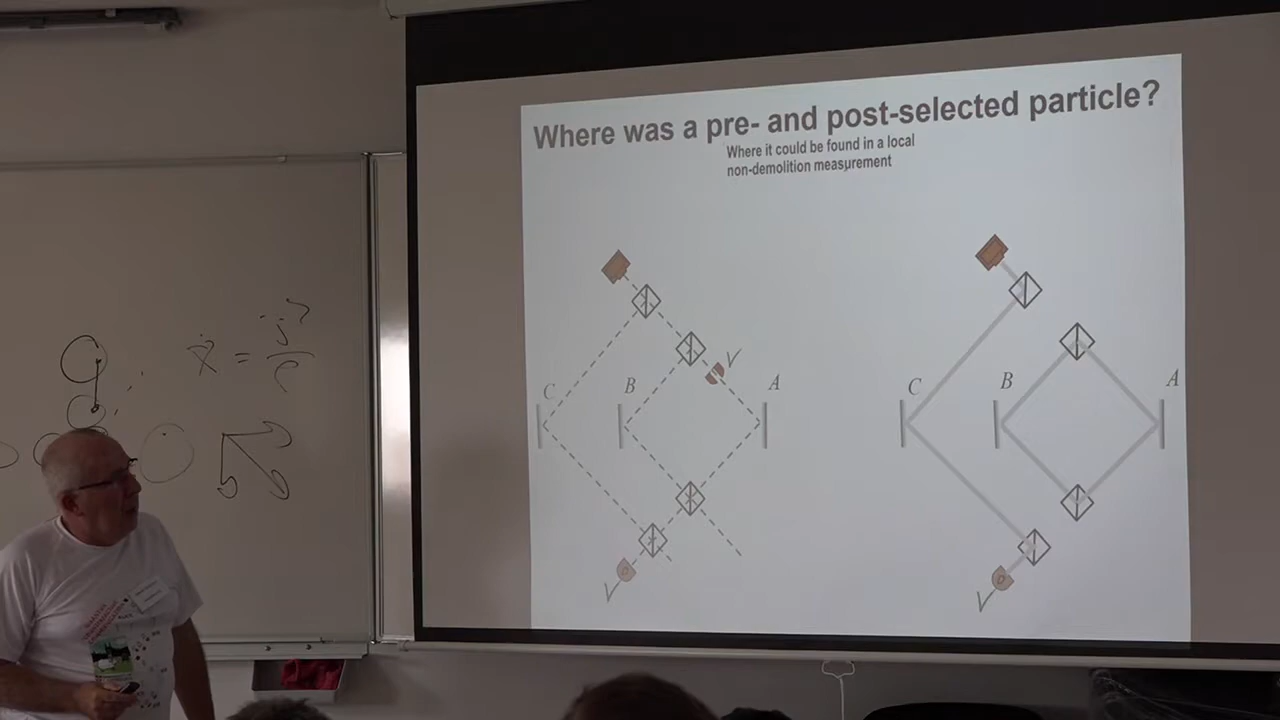 Where was a pre- and post-selected particle?
Where it could be found in a local
non-demolition measurement
C B A
C B A